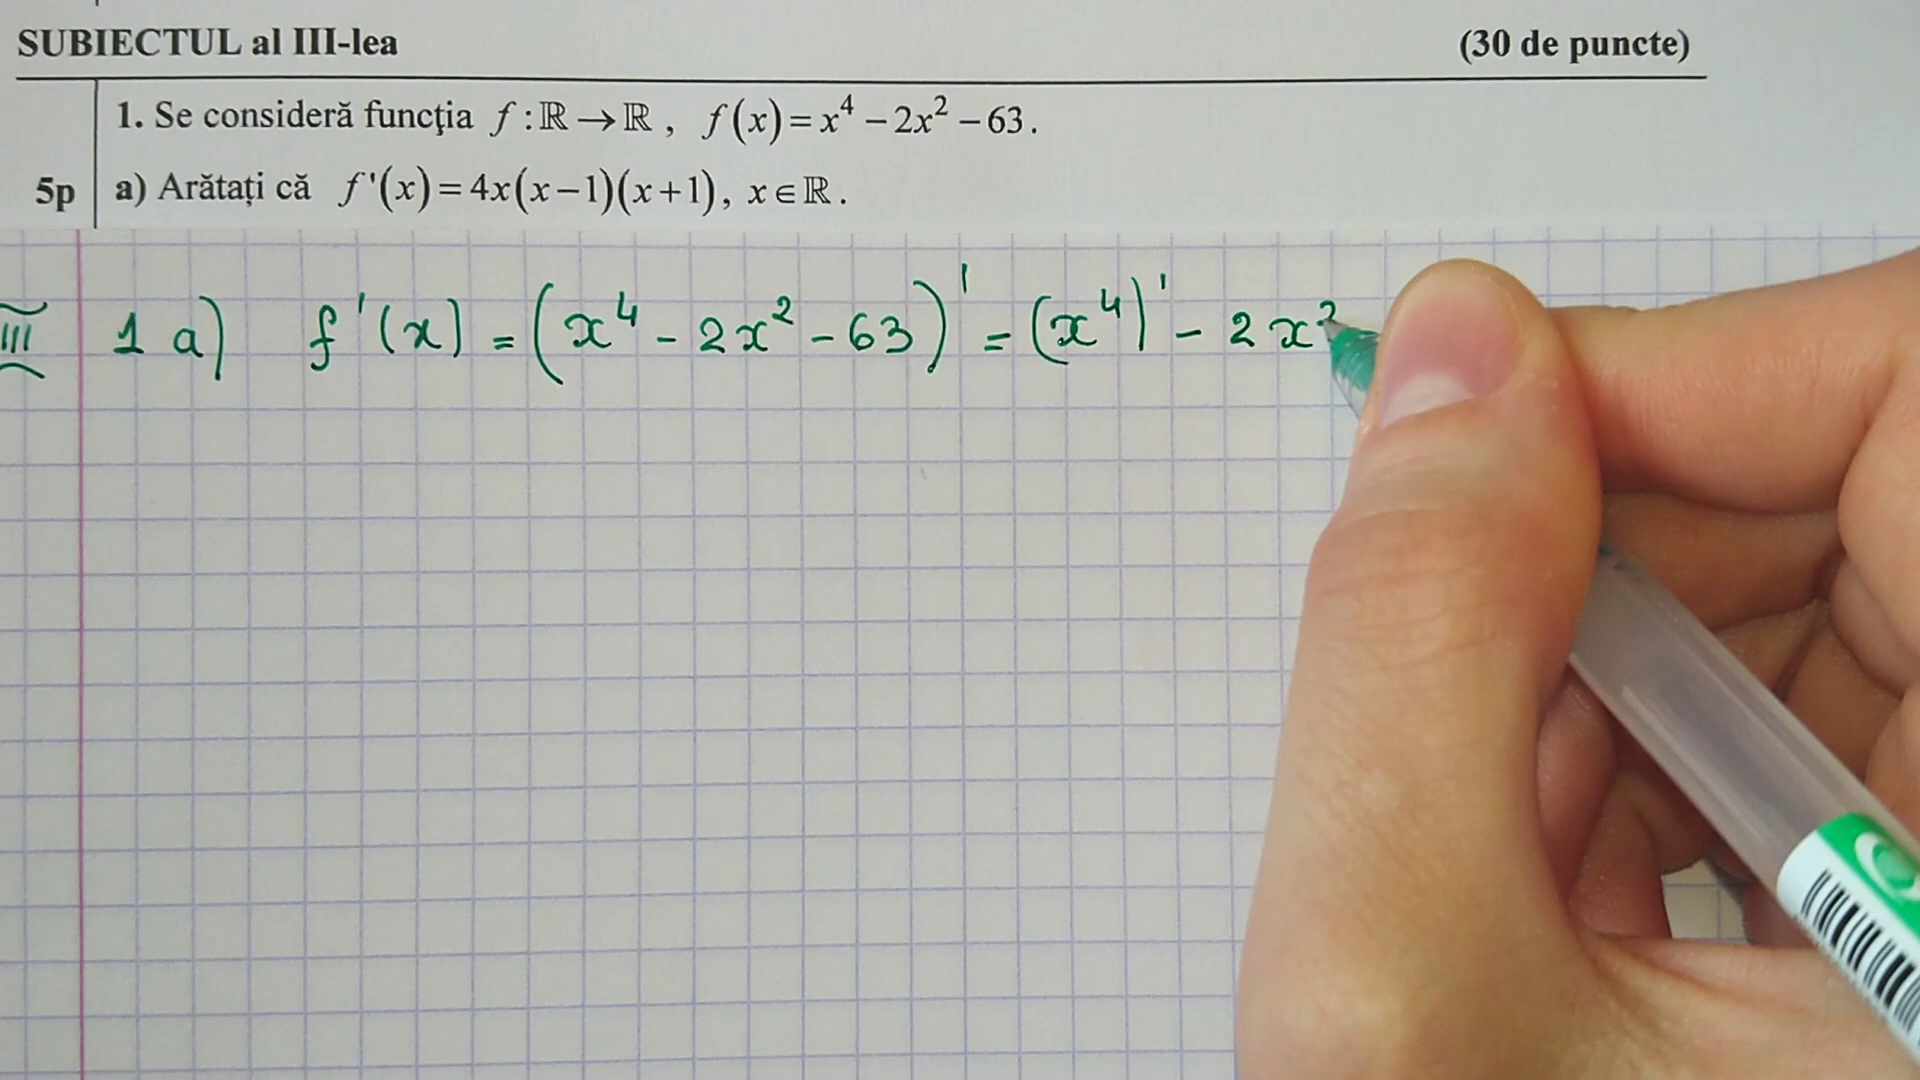 SUBIECTUL al III-lea (30 de puncte)
1. Se consideră funcţia f : ℝ → ℝ , f(x) = x⁴ − 2x² − 63 .
5p a) Arătați că f'(x) = 4x(x−1)(x+1), x ∈ ℝ .
III 1 a) f'(x) = (x⁴ - 2x² - 63)' = (x⁴)' - 2x²